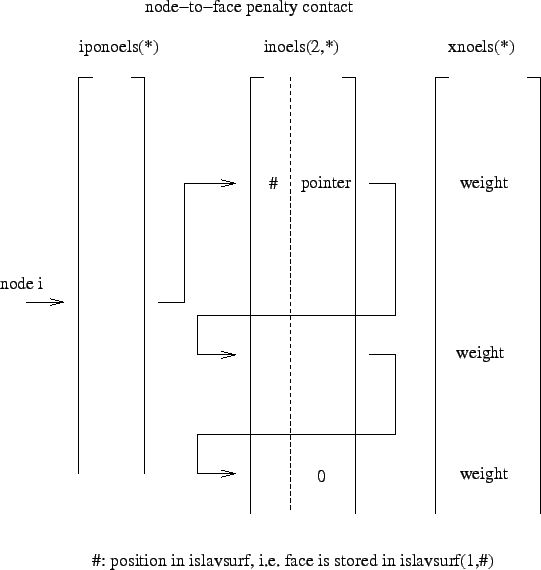 node-to-face penalty contact
iponoels(*) inoels(2,*) xnoels(*)
# pointer weight
node i
weight
0 weight
#: position in islavsurf, i.e. face is stored in islavsurf(1,#)